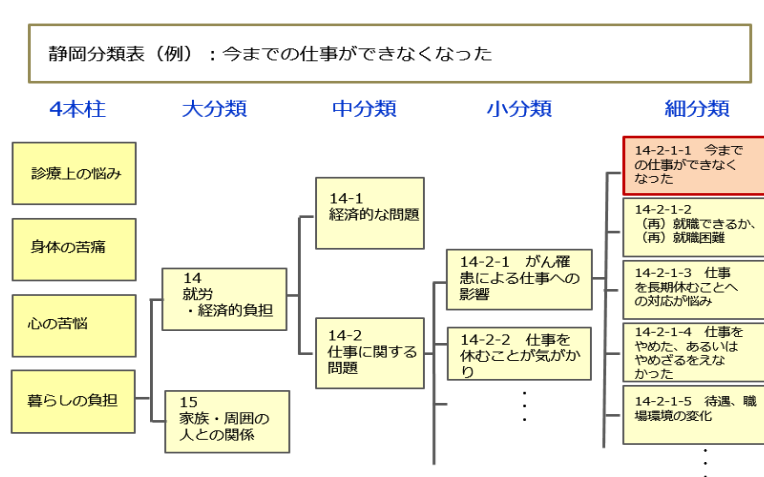 静岡分類表（例）：今までの仕事ができなくなった
4本柱
大分類
中分類
小分類
細分類
診療上の悩み
身体の苦痛
心の苦悩
暮らしの負担
14
就労
・経済的負担
15
家族・周囲の
人との関係
14-1
経済的な問題
14-2
仕事に関する
問題
14-2-1　がん罹
患による仕事への
影響
14-2-2　仕事を
休むことが気がか
り
・
・
・
14-2-1-1　今まで
の仕事ができなく
なった
14-2-1-2
（再）就職できるか、
（再）就職困難
14-2-1-3　仕事
を長期休むことへ
の対応が悩み
14-2-1-4　仕事を
やめた、あるいは
やめざるをえな
かった
14-2-1-5　待遇、職
場環境の変化
・
・
・